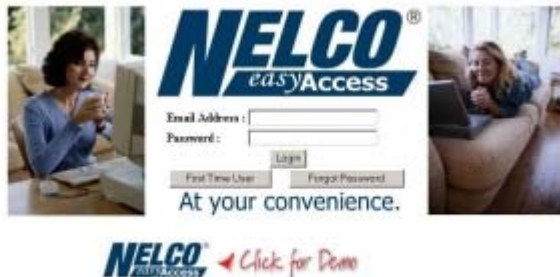 NELCO®
easyAccess
Email Address :
Password :
Login
First Time User Forgot Password
At your convenience.
NELCO
easyAccess
Click for Demo